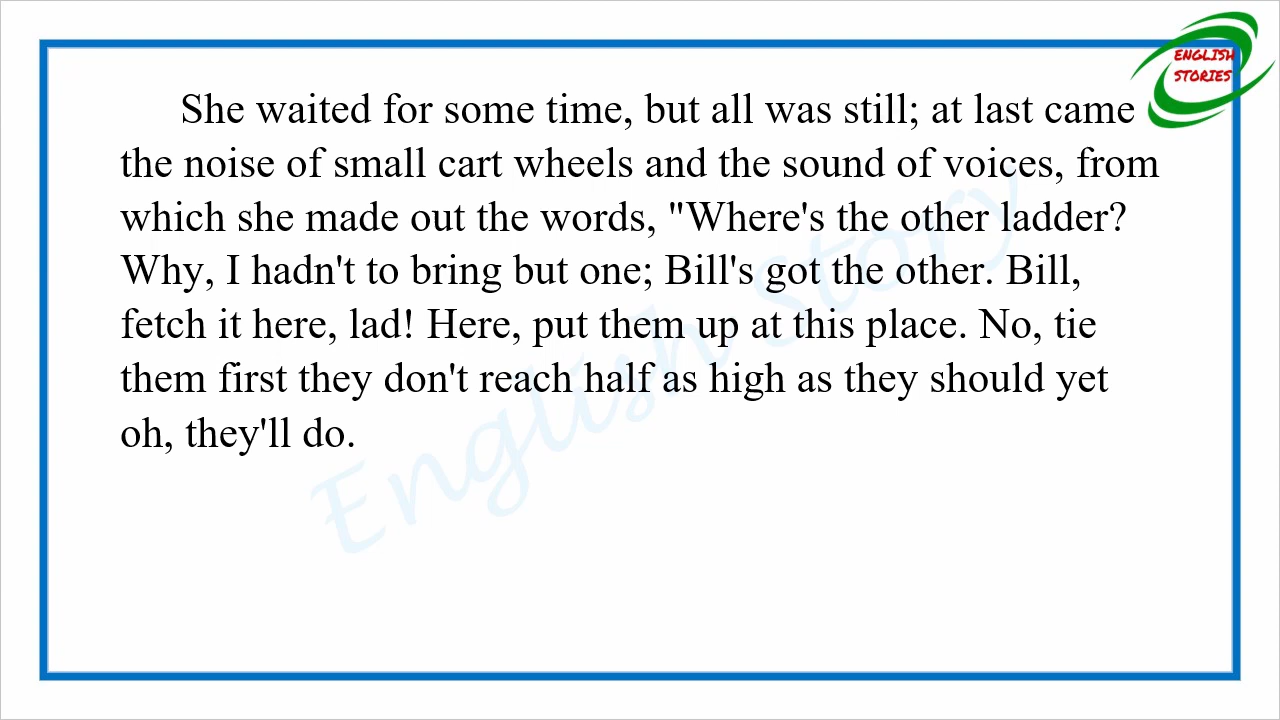 ENGLISH
STORIES
She waited for some time, but all was still; at last came
the noise of small cart wheels and the sound of voices, from
which she made out the words, "Where's the other ladder?
Why, I hadn't to bring but one; Bill's got the other. Bill,
fetch it here, lad! Here, put them up at this place. No, tie
them first they don't reach half as high as they should yet
oh, they'll do.
English Story